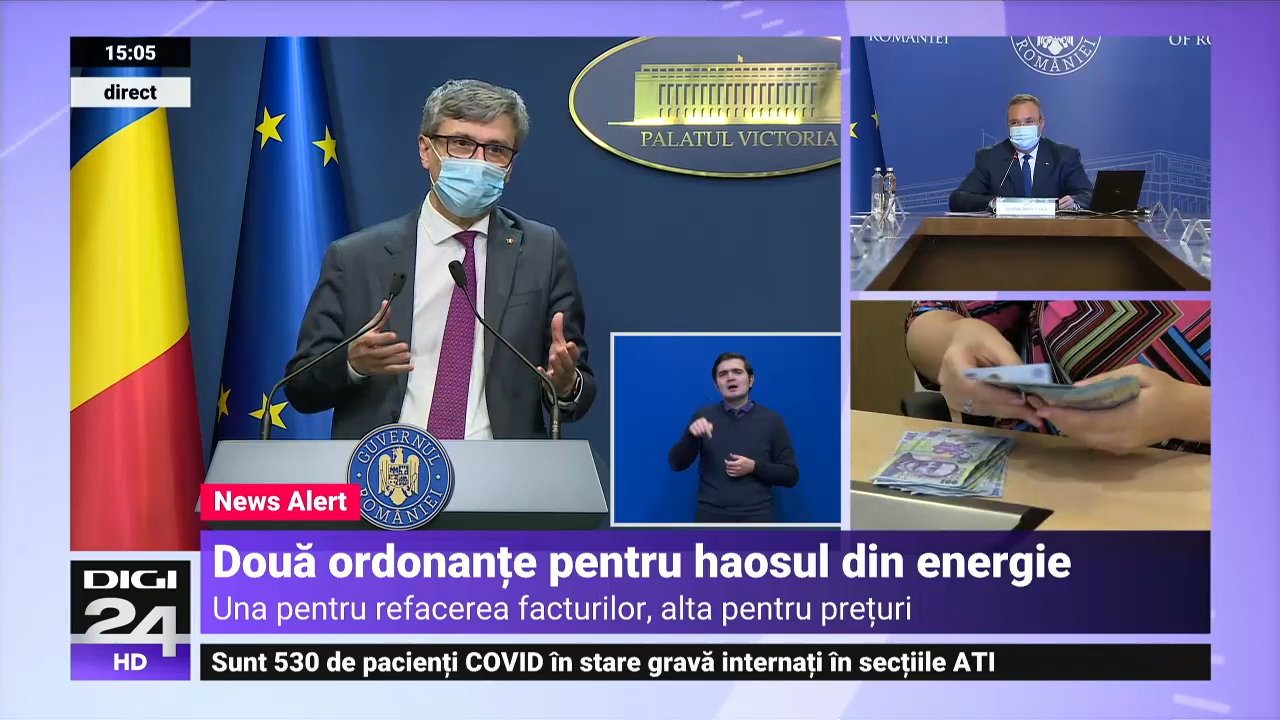 15:05
direct
PALATUL VICTORIA
ROMÂNIEI
ROMÂNIEI
OF RO
GUVERNUL
ROMÂNIEI
News Alert
Două ordonanțe pentru haosul din energie
Una pentru refacerea facturilor, alta pentru prețuri
DIGI
24
HD
Sunt 530 de pacienți COVID în stare gravă internați în secțiile ATI